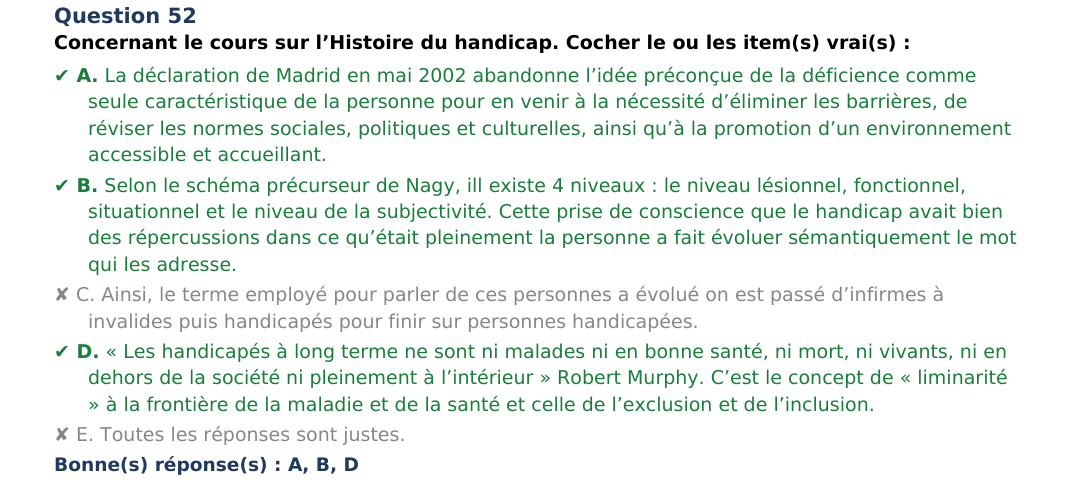 Question 52
Concernant le cours sur l’Histoire du handicap. Cocher le ou les item(s) vrai(s) :
✔ A. La déclaration de Madrid en mai 2002 abandonne l’idée préconçue de la déficience comme
seule caractéristique de la personne pour en venir à la nécessité d’éliminer les barrières, de
réviser les normes sociales, politiques et culturelles, ainsi qu’à la promotion d’un environnement
accessible et accueillant.
✔ B. Selon le schéma précurseur de Nagy, ill existe 4 niveaux : le niveau lésionnel, fonctionnel,
situationnel et le niveau de la subjectivité. Cette prise de conscience que le handicap avait bien
des répercussions dans ce qu’était pleinement la personne a fait évoluer sémantiquement le mot
qui les adresse.
✘ C. Ainsi, le terme employé pour parler de ces personnes a évolué on est passé d’infirmes à
invalides puis handicapés pour finir sur personnes handicapées.
✔ D. « Les handicapés à long terme ne sont ni malades ni en bonne santé, ni mort, ni vivants, ni en
dehors de la société ni pleinement à l’intérieur » Robert Murphy. C’est le concept de « liminarité
» à la frontière de la maladie et de la santé et celle de l’exclusion et de l’inclusion.
✘ E. Toutes les réponses sont justes.
Bonne(s) réponse(s) : A, B, D